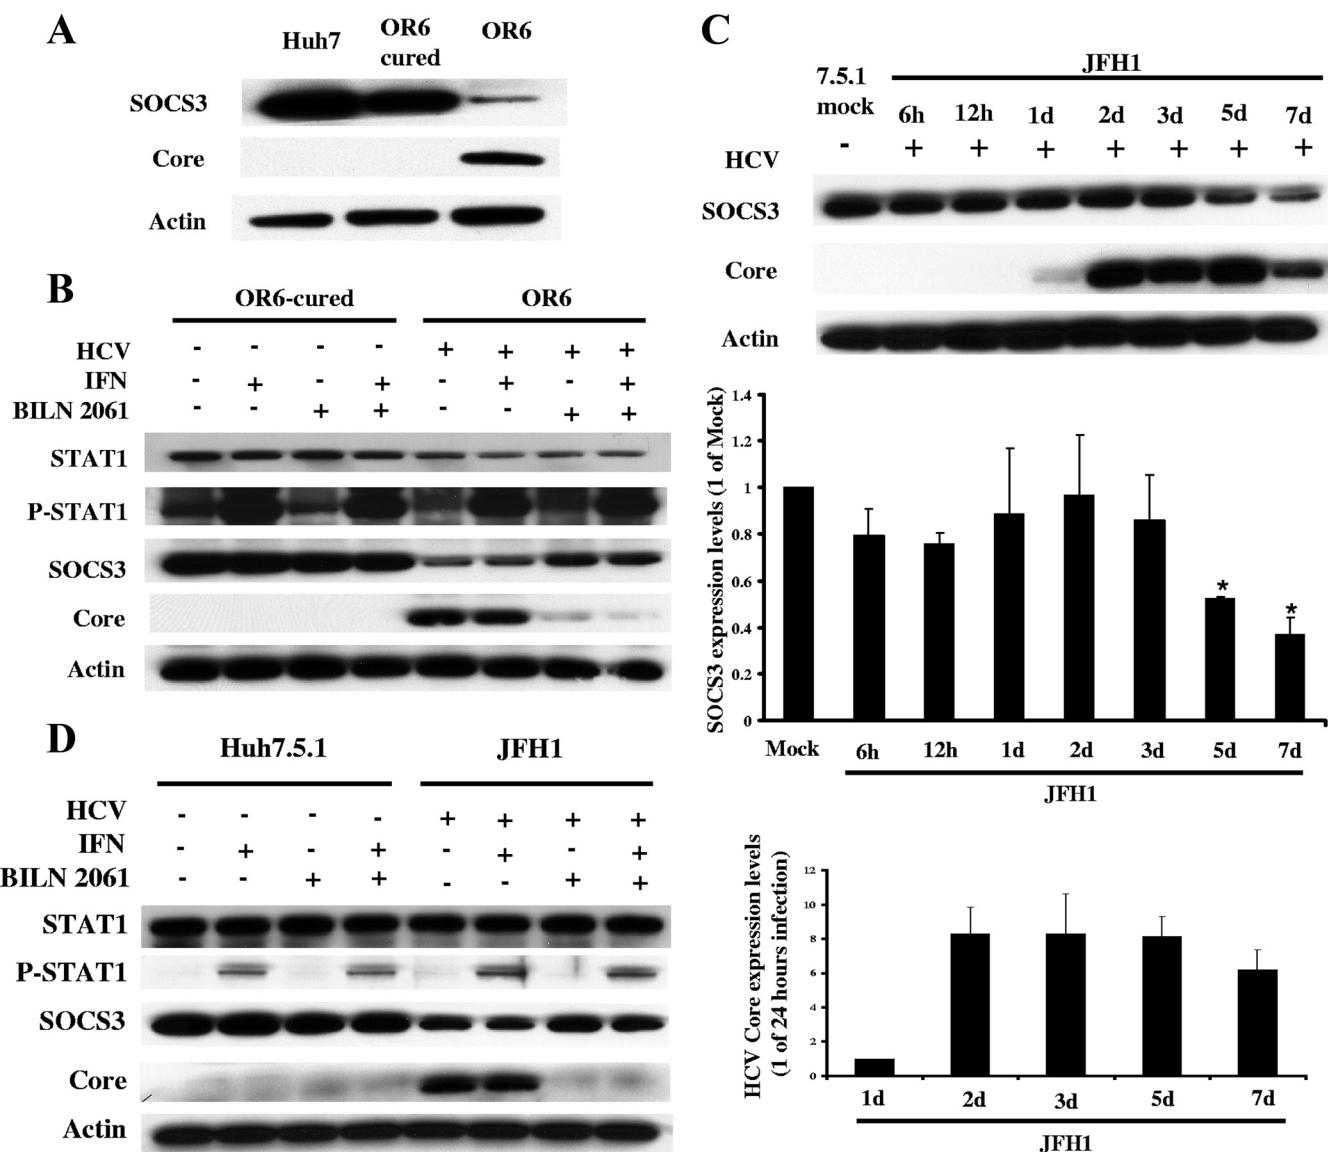 A
Huh7
OR6
cured
OR6
SOCS3
Core
Actin
B
OR6-cured
OR6
HCV - - - - + + + +
IFN - + - + - + - +
BILN 2061 - - + + - - + +
STAT1
P-STAT1
SOCS3
Core
Actin
D
Huh7.5.1
JFH1
HCV - - - - + + + +
IFN - + - + - + - +
BILN 2061 - - + + - - + +
STAT1
P-STAT1
SOCS3
Core
Actin
C
7.5.1
mock
JFH1
6h 12h 1d 2d 3d 5d 7d
HCV - + + + + + + +
SOCS3
Core
Actin
SOCS3 expression levels (1 of Mock)
1.4
1.2
1
0.8
0.6
0.4
0.2
0
*
*
Mock 6h 12h 1d 2d 3d 5d 7d
JFH1
HCV Core expression levels
(1 of 24 hours infection)
12
10
8
6
4
2
0
1d 2d 3d 5d 7d
JFH1